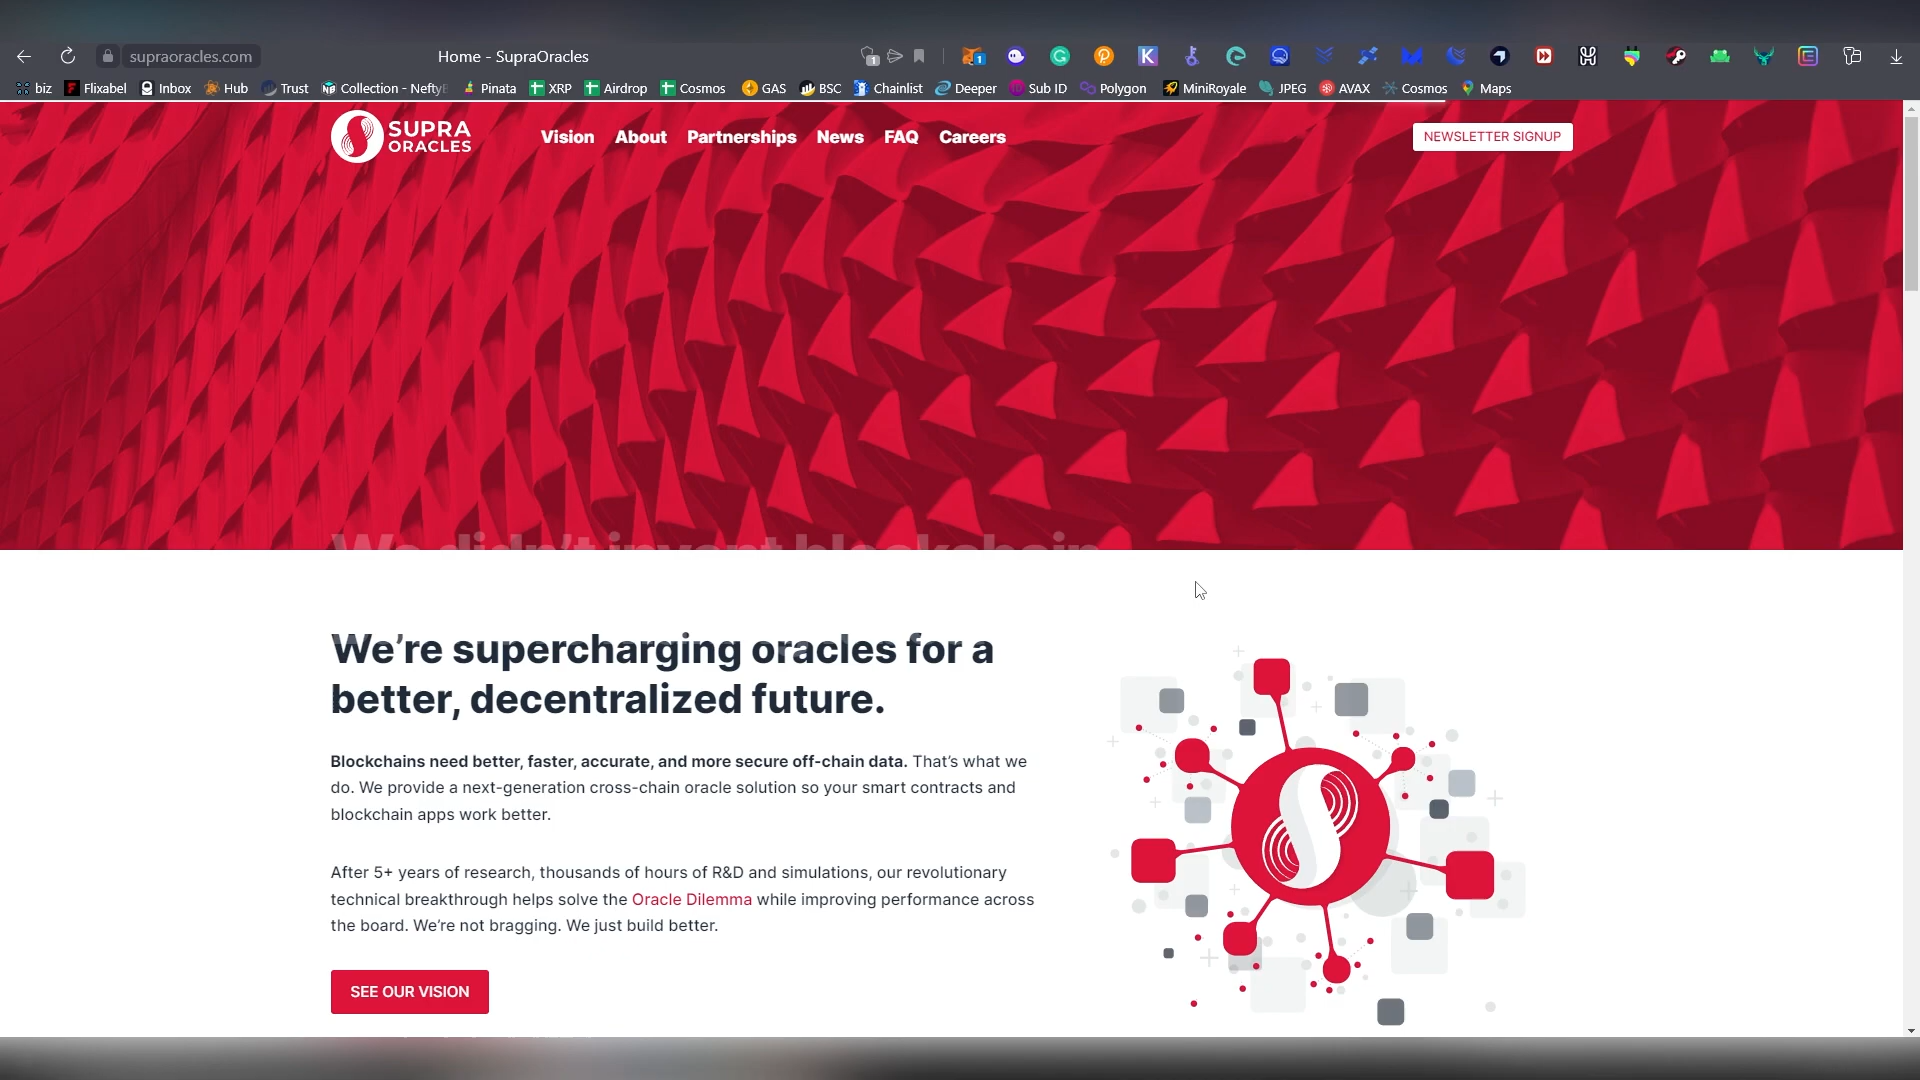 supraoracles.com
Home - SupraOracles
1
1
biz
Flixabel
Inbox
Hub
Trust
Collection - Nefty
Pinata
XRP
Airdrop
Cosmos
GAS
BSC
Chainlist
Deeper
Sub ID
Polygon
MiniRoyale
JPEG
AVAX
Cosmos
Maps
SUPRA
ORACLES
Vision
About
Partnerships
News
FAQ
Careers
NEWSLETTER SIGNUP
We didn't invent blockchain
We're supercharging oracles for a
better, decentralized future.
Blockchains need better, faster, accurate, and more secure off-chain data. That's what we
do. We provide a next-generation cross-chain oracle solution so your smart contracts and
blockchain apps work better.
After 5+ years of research, thousands of hours of R&D and simulations, our revolutionary
technical breakthrough helps solve the Oracle Dilemma while improving performance across
the board. We're not bragging. We just build better.
SEE OUR VISION